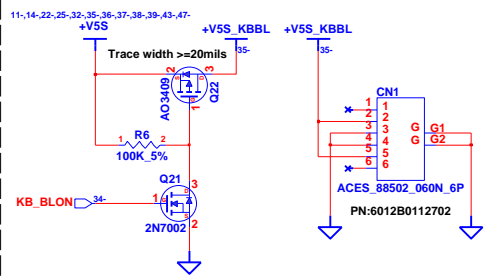 11-,14-,22-,25-,32-,35-,36-,37-,38-,39-,43-,47-
+V5S
+V5S_KBBL
+V5S_KBBL
35-
35-
Trace width >=20mils
2
3
D
S
G
AO3409
Q22
1
CN1
1
1
2
2
3
3
4
4
5
5
6
6
G
G1
G
G2
R6
1
2
100K_5%
ACES_88502_060N_6P
PN:6012B0112702
Q21
3
D
KB_BLON
34-
1
G
S
2
2N7002